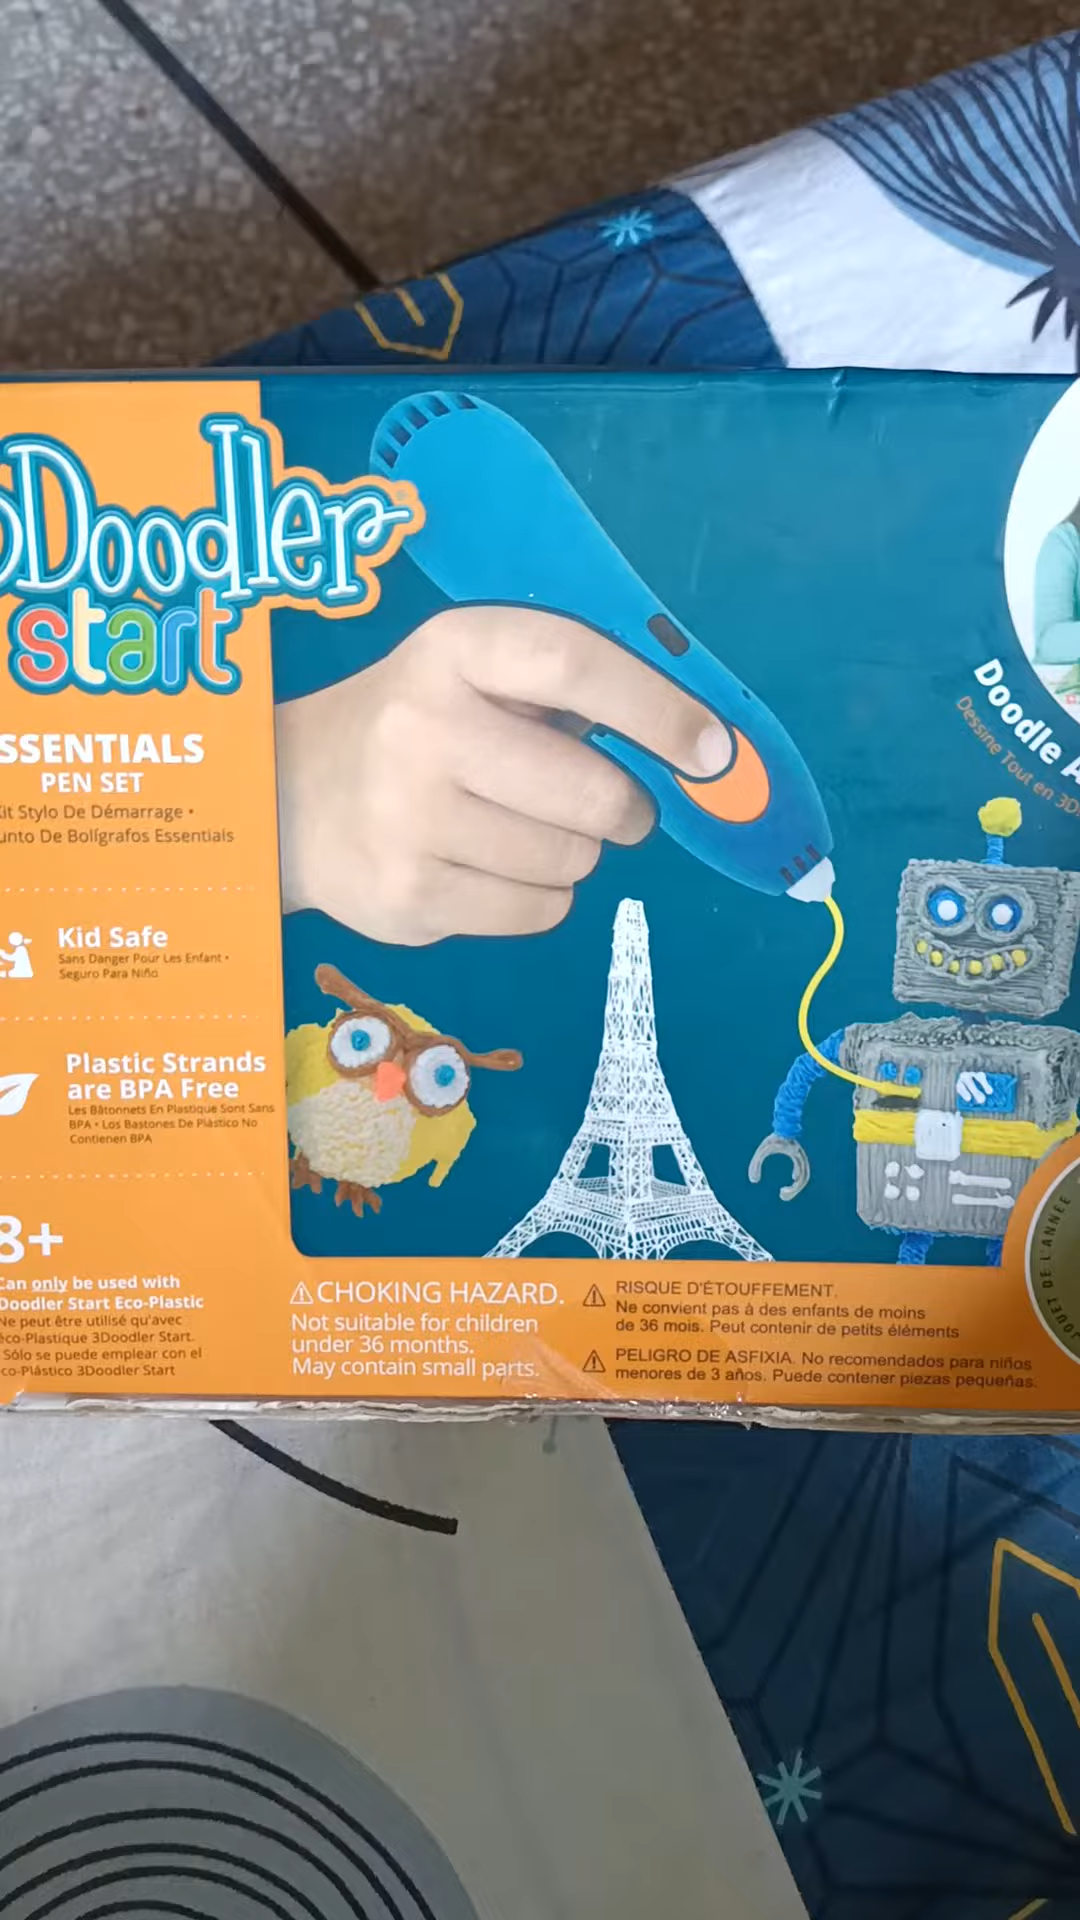 Doodler
start
SSENTIALS
PEN SET
Kit Stylo De Démarrage •
unto De Bolígrafos Essentials
Kid Safe
Sans Danger Pour Les Enfant •
Seguro Para Niño
Plastic Strands
are BPA Free
Les Bâtonnets En Plastique Sont Sans
BPA • Los Bastones De Plástico No
Contienen BPA
8+
Can only be used with
Doodler Start Eco-Plastic
Ne peut être utilisé qu'avec
éco-Plastique 3Doodler Start.
Sólo se puede emplear con el
co-Plástico 3Doodler Start
CHOKING HAZARD.
Not suitable for children
under 36 months.
May contain small parts.
RISQUE D'ÉTOUFFEMENT.
Ne convient pas à des enfants de moins
de 36 mois. Peut contenir de petits éléments
PELIGRO DE ASFIXIA. No recomendados para niños
menores de 3 años. Puede contener piezas pequeñas.
Doodle A
Dessine Tout en 3D
JOUET DE L'ANNÉE